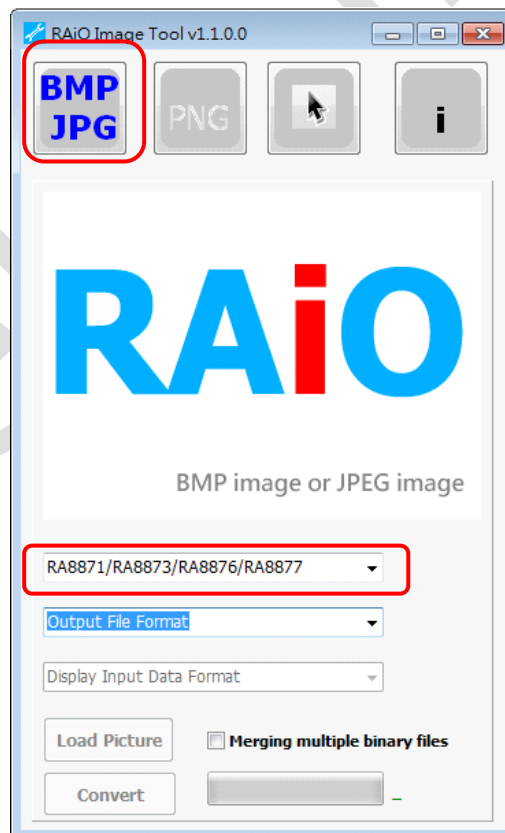 RAiO Image Tool v1.1.0.0
BMP
JPG
PNG
i
RAiO
BMP image or JPEG image
RA8871/RA8873/RA8876/RA8877
Output File Format
Display Input Data Format
Load Picture
Merging multiple binary files
Convert
_